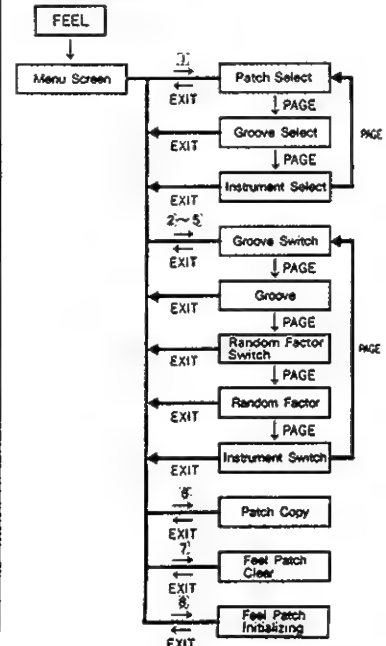 FEEL
Menu Screen
1)
EXIT
Patch Select
PAGE
EXIT
Groove Select
PAGE
PAGE
EXIT
Instrument Select
2)~5)
EXIT
Groove Switch
PAGE
EXIT
Groove
PAGE
EXIT
Random Factor
Switch
PAGE
PAGE
EXIT
Random Factor
PAGE
EXIT
Instrument Switch
6)
EXIT
Patch Copy
7)
EXIT
Feel Patch
Clear
8)
EXIT
Feel Patch
Initializing